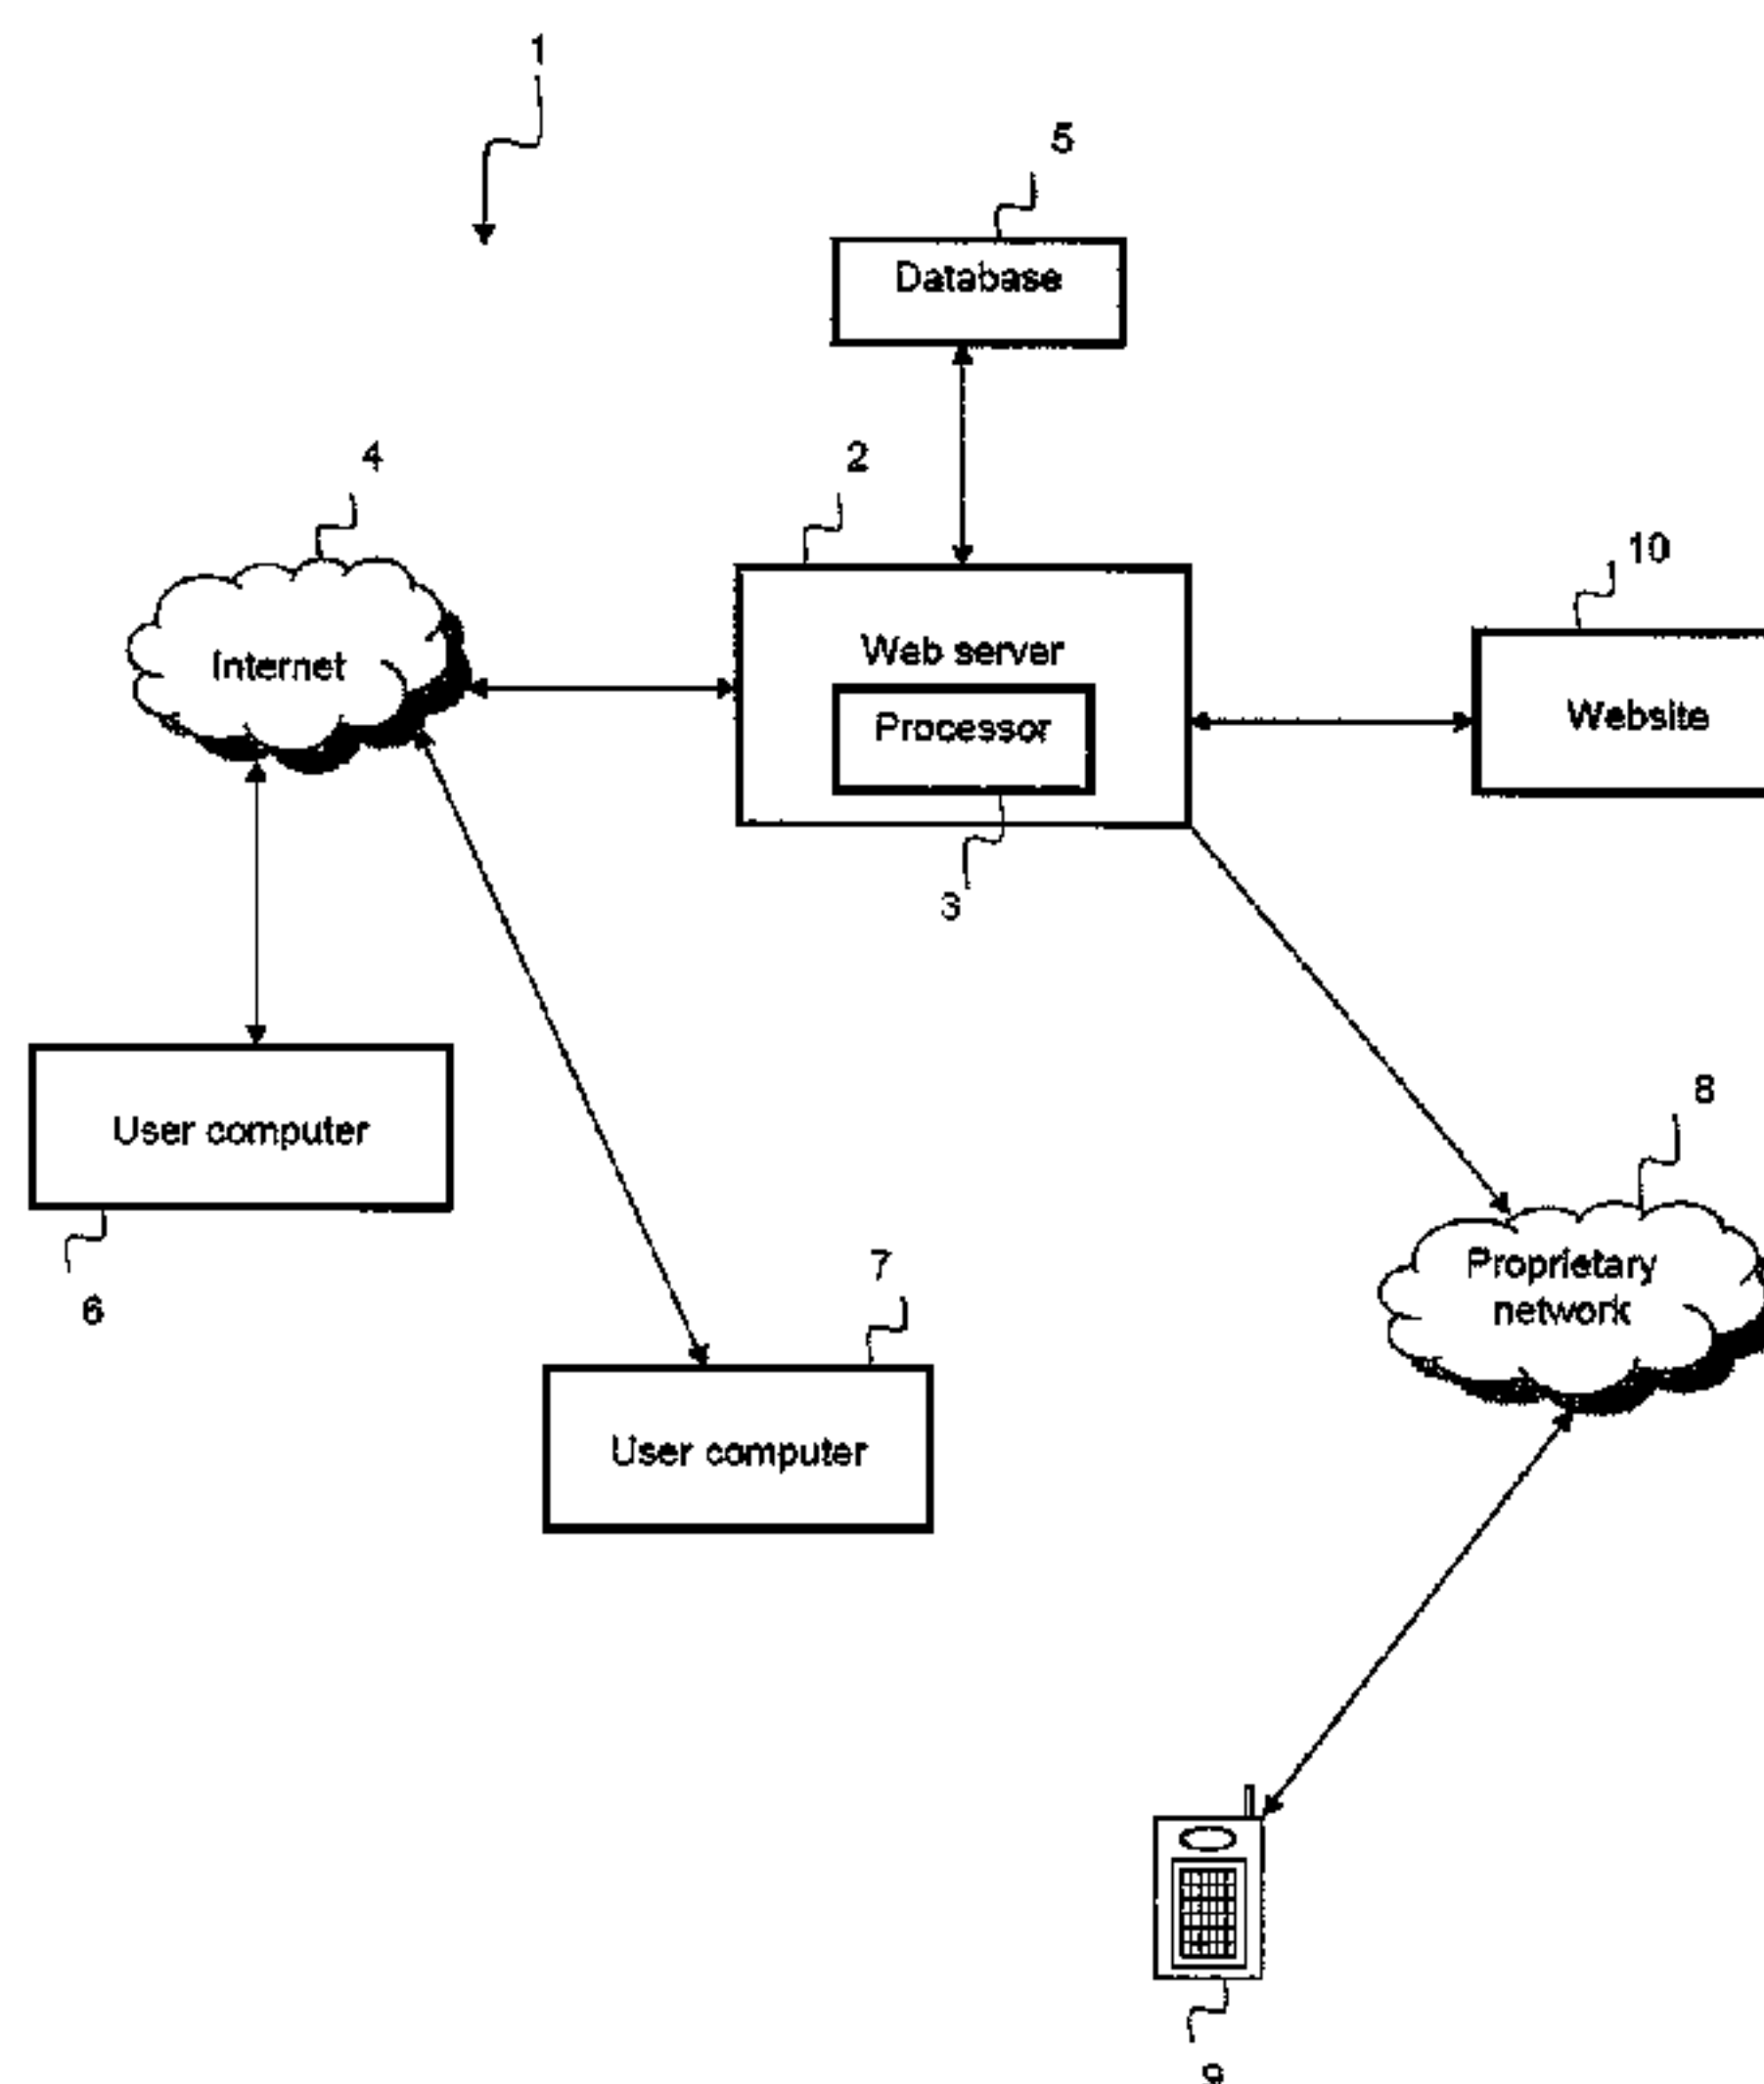 1
5
Database
4
2
10
Internet
Web server
Website
Processor
3
8
User computer
Proprietary
network
6
7
User computer
9